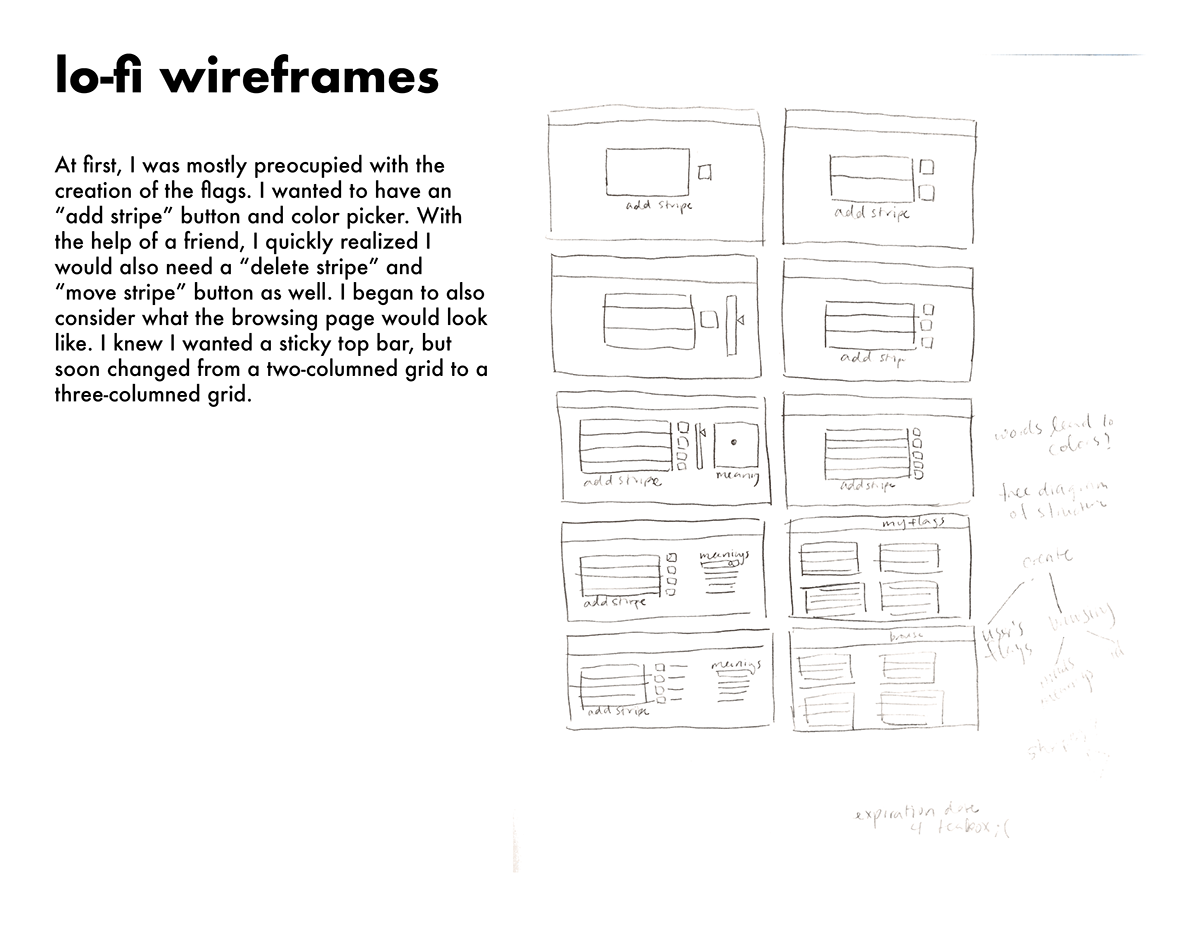 lo-fi wireframes
At first, I was mostly preocupied with the
creation of the flags. I wanted to have an
“add stripe” button and color picker. With
the help of a friend, I quickly realized I
would also need a “delete stripe” and
“move stripe” button as well. I began to also
consider what the browsing page would look
like. I knew I wanted a sticky top bar, but
soon changed from a two-columned grid to a
three-columned grid.
add stripe
add stripe
add strip
add stripe
meaning
add stripe
meanings
add stripe
my flags
browse
meanings
add stripe
words lead to
colors?
tree diagram
of structure
create
user's
flags
browsing
expiration date